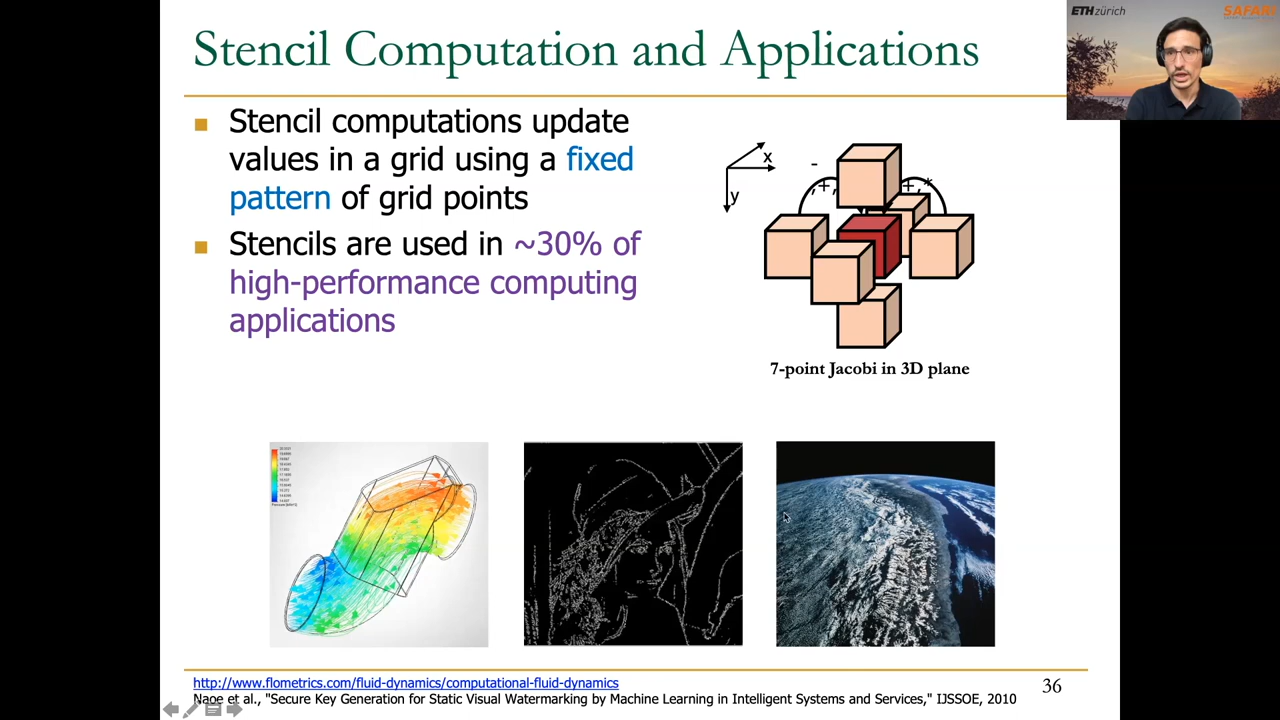 Stencil Computation and Applications
ETH zürich
SAFARI
Stencil computations update
values in a grid using a fixed
pattern of grid points
Stencils are used in ~30% of
high-performance computing
applications
x
y
-
,+,
+,*
7-point Jacobi in 3D plane
http://www.flometrics.com/fluid-dynamics/computational-fluid-dynamics
Naoe et al., "Secure Key Generation for Static Visual Watermarking by Machine Learning in Intelligent Systems and Services," IJSSOE, 2010
36